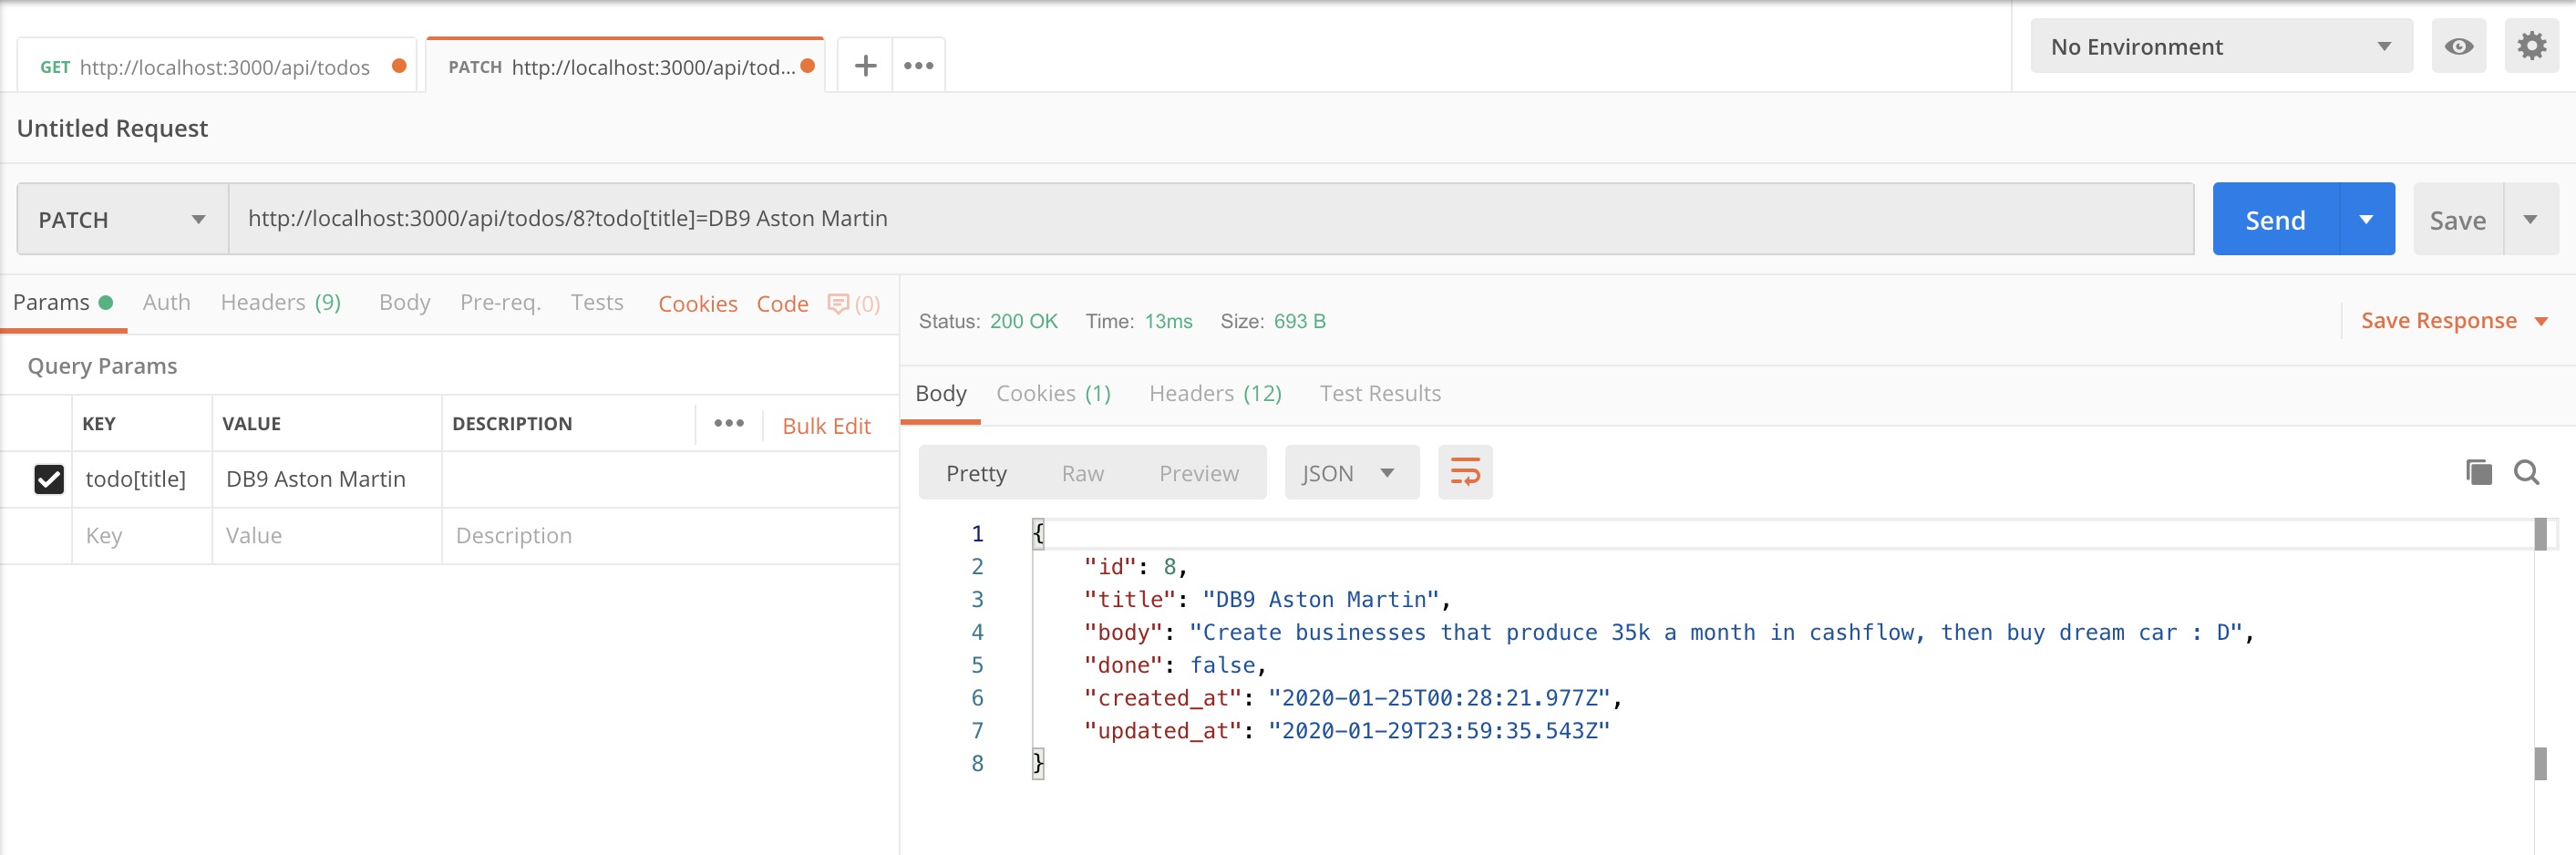 GET http://localhost:3000/api/todos
PATCH http://localhost:3000/api/tod...
No Environment
Untitled Request
PATCH
http://localhost:3000/api/todos/8?todo[title]=DB9 Aston Martin
Send
Save
Params Auth Headers (9) Body Pre-req. Tests Cookies Code (0)
Query Params
KEY VALUE DESCRIPTION ••• Bulk Edit
todo[title] DB9 Aston Martin
Key Value Description
Status: 200 OK Time: 13ms Size: 693 B
Save Response
Body Cookies (1) Headers (12) Test Results
Pretty Raw Preview JSON
1 {
2 "id": 8,
3 "title": "DB9 Aston Martin",
4 "body": "Create businesses that produce 35k a month in cashflow, then buy dream car : D",
5 "done": false,
6 "created_at": "2020-01-25T00:28:21.977Z",
7 "updated_at": "2020-01-29T23:59:35.543Z"
8 }